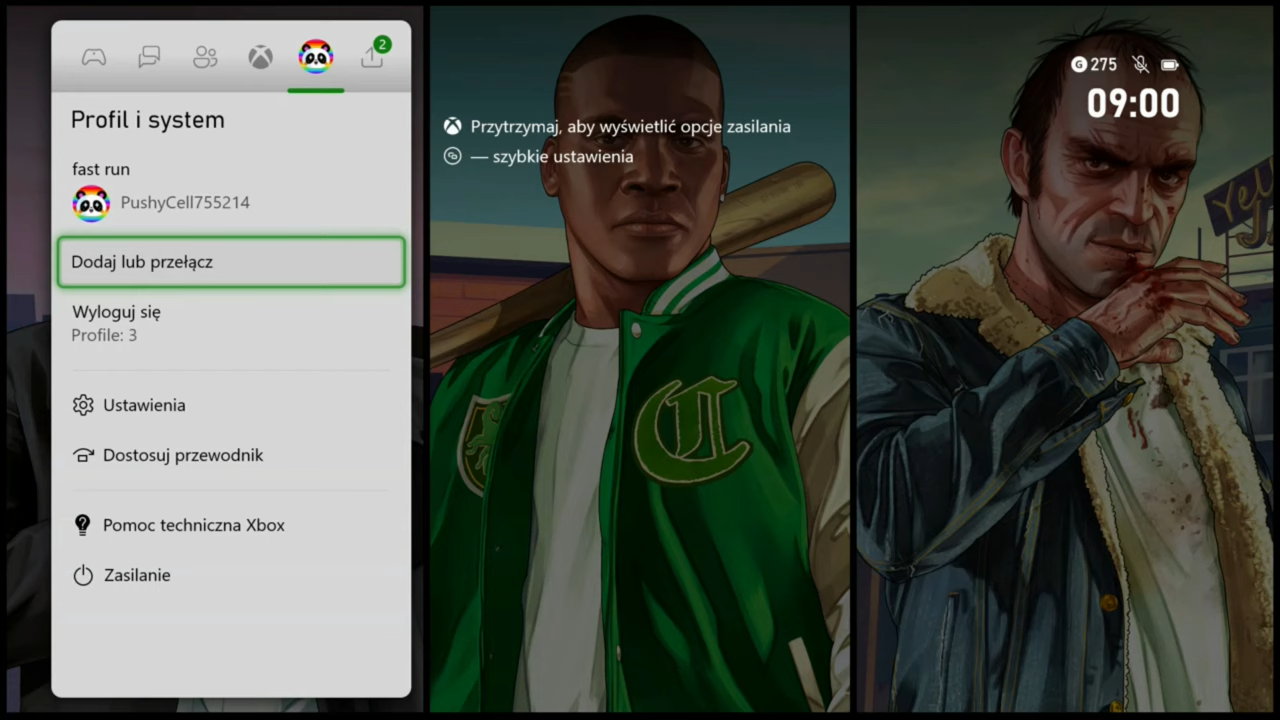 2
Profil i system
fast run
PushyCell755214
Dodaj lub przełącz
Wyloguj się
Profile: 3
Ustawienia
Dostosuj przewodnik
Pomoc techniczna Xbox
Zasilanie
Przytrzymaj, aby wyświetlić opcje zasilania
— szybkie ustawienia
G 275
09:00